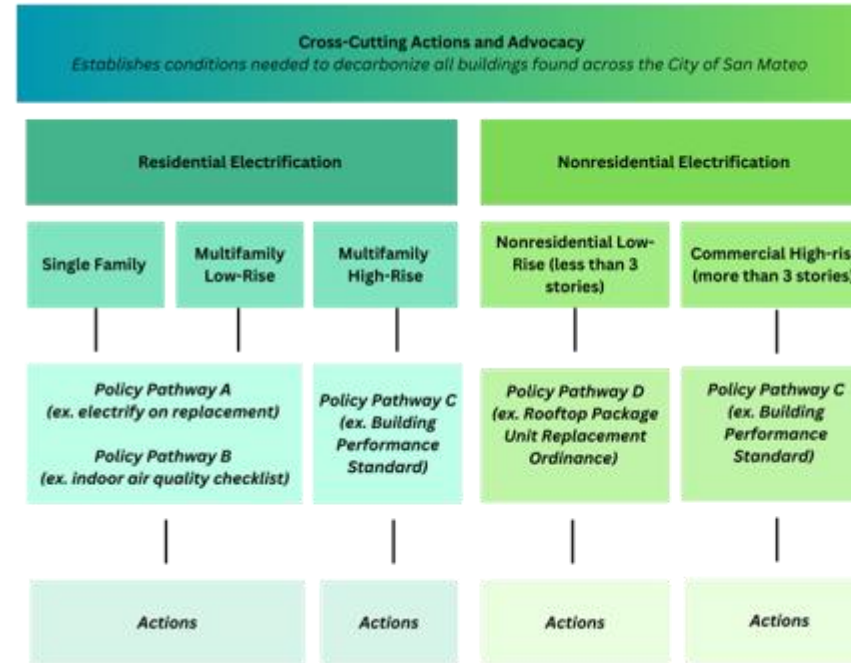 Cross-Cutting Actions and Advocacy
Establishes conditions needed to decarbonize all buildings found across the City of San Mateo
Residential Electrification
Nonresidential Electrification
Single Family
Multifamily
Low-Rise
Multifamily
High-Rise
Nonresidential Low-
Rise (less than 3
stories)
Commercial High-ris
(more than 3 stories)
Policy Pathway A
(ex. electrify on replacement)
Policy Pathway B
(ex. indoor air quality checklist)
Policy Pathway C
(ex. Building
Performance
Standard)
Policy Pathway D
(ex. Rooftop Package
Unit Replacement
Ordinance)
Policy Pathway C
(ex. Building
Performance
Standard)
Actions
Actions
Actions
Actions